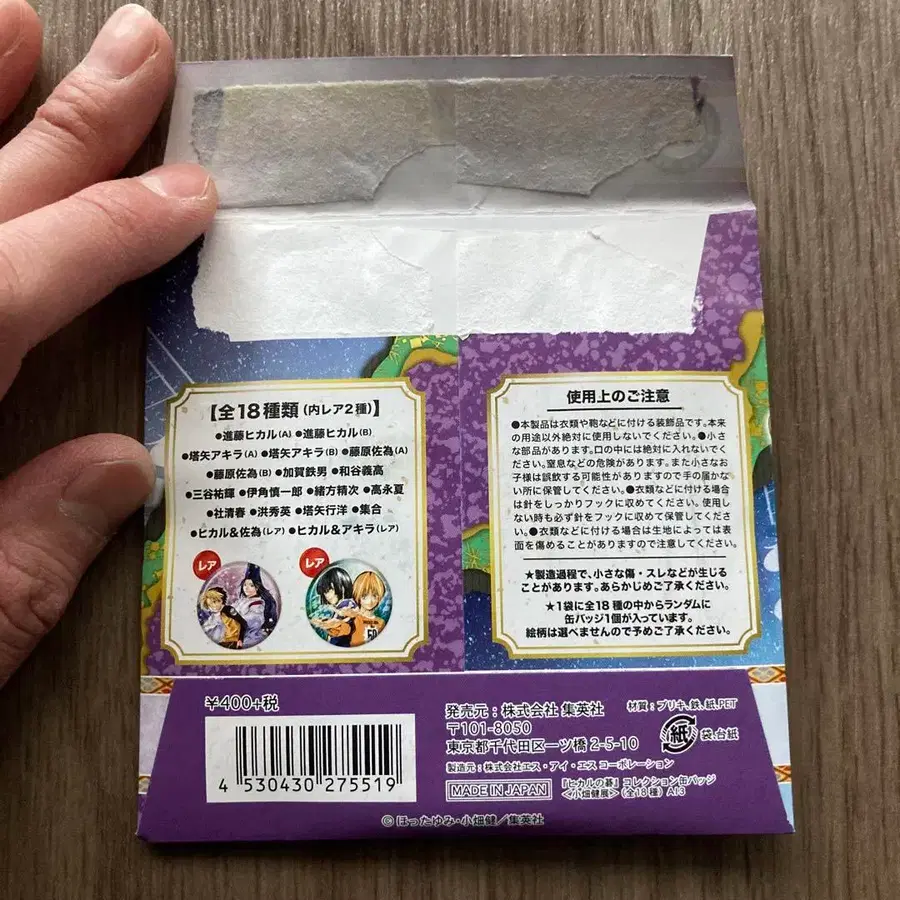 【全18種類(内レア2種)】
●進藤ヒカル(A) ●進藤ヒカル(B)
●塔矢アキラ(A) ●塔矢アキラ(B) ●藤原佐為(A)
●藤原佐為(B) ●加賀鉄男 ●和谷義高
●三谷祐輝 ●伊角慎一郎 ●緒方精次 ●高永夏
●社清春 ●洪秀英 ●塔矢行洋 ●集合
●ヒカル&佐為(レア) ●ヒカル&アキラ(レア)
レア レア
使用上のご注意
●本製品は衣類や鞄などに付ける装飾品です。本来
の用途以外絶対に使用しないでください。●小さ
な部品があります。口の中には絶対に入れないでく
ださい。窒息などの危険があります。また小さなお
子様は誤飲する可能性がありますので手の届かな
い所に保管してください。●衣類などに付ける場合
は針をしっかりフックに収めて使用してください。使用
しない時も必ず針をフックに収めて保管してくださ
い。●衣類などに付ける場合は生地によっては表
面を傷めることがありますので注意してください。
★製造過程で、小さな傷・スレなどが生じる
ことがあります。あらかじめご了承ください。
★1袋に全18種の中からランダムに
缶バッジ1個が入っています。
絵柄は選べませんので予めご了承ください。
¥400+税
4 530430 275519
発売元:株式会社 集英社
〒101-8050
東京都千代田区一ツ橋 2-5-10
製造元:株式会社エス・アイ・エス コーポレーション
MADE IN JAPAN
材質:ブリキ、鉄、紙、PET
紙
袋、台紙
『ヒカルの碁』コレクション缶バッジ
<小畑健展>(全18種) A13
©ほったゆみ・小畑健/集英社